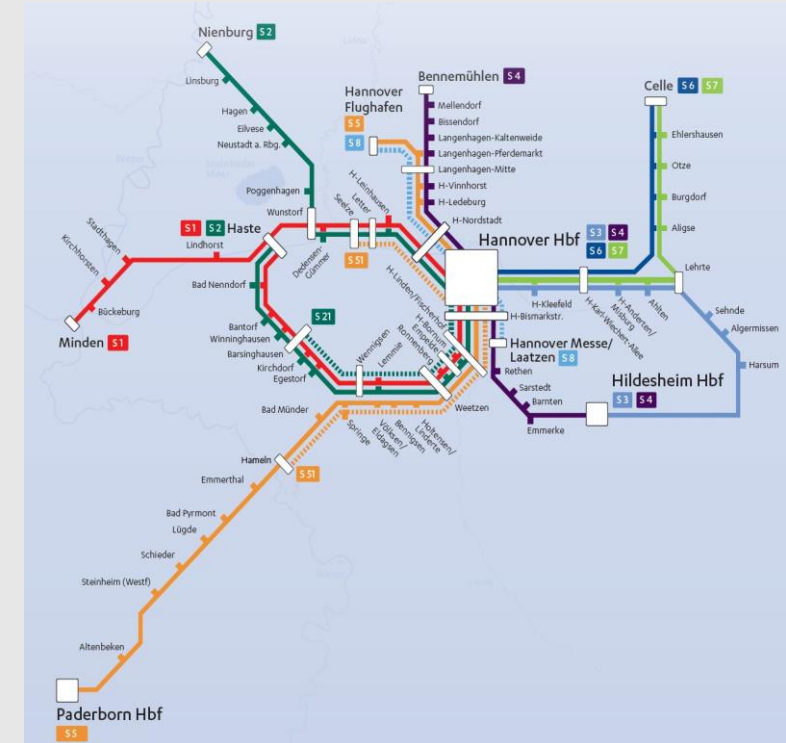 Nienburg S2
Linsburg
Hagen
Eilvese
Neustadt a. Rbg.
Poggenhagen
Wunstorf
Hannover
Flughafen
S5
S8
Bennemühlen S4
Mellendorf
Bissendorf
Langenhagen-Kaltenweide
Langenhagen-Pferdemarkt
Langenhagen-Mitte
H-Vinnhorst
H-Ledeburg
H-Nordstadt
Celle S6 S7
Ehlershausen
Otze
Burgdorf
Aligse
Lehrte
Hannover Hbf S3 S4
S6 S7
S1 S2 Haste
Lindhorst
Stadthagen
Kirchhorsten
Bückeburg
Minden S1
Dedensen-
Gümmer
Seelze
Letter
H-Leinhausen
S51
Bad Nenndorf
Bantorf
Winninghausen
Barsinghausen
Kirchdorf
Egestorf
S21
Wennigsen
Lemmie
Ronnenberg
Empelde
H-Bornum
H-Linden/Fischerhof
H-Bismarkstr.
H-Kleefeld
H-Karl-Wiechert-Allee
H-Anderten/
Misburg
Ahlten
Sehnde
Algermissen
Harsum
Hannover Messe/
Laatzen S8
Rethen
Sarstedt
Barnten
Emmerke
Hildesheim Hbf
S3 S4
Weetzen
Holtensen/
Linderte
Bennigsen
Völksen/
Eldagsen
Springe
Bad Münder
Hameln
S51
Emmerthal
Bad Pyrmont
Lügde
Schieder
Steinheim (Westf)
Altenbeken
Paderborn Hbf
S5